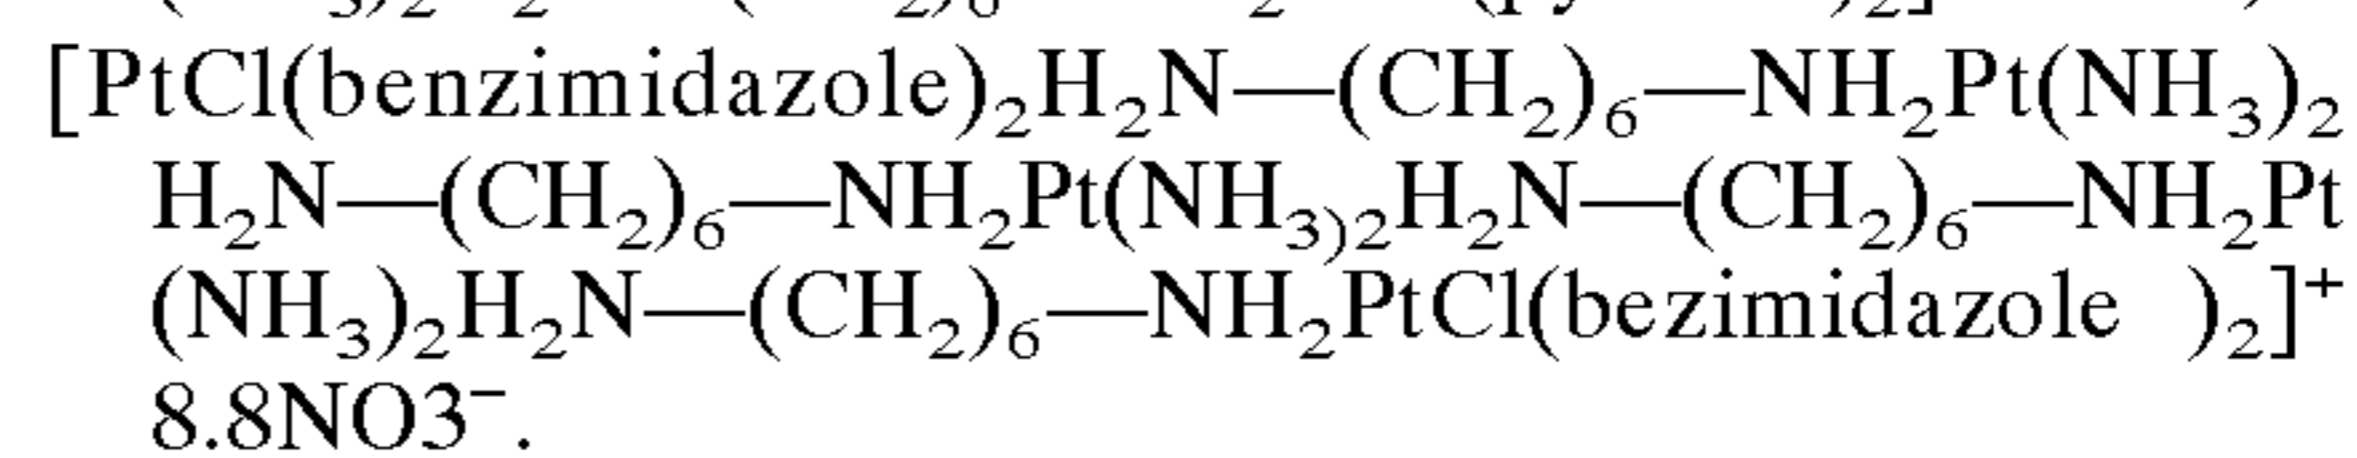 [PtCl(benzimidazole)₂H₂N—(CH₂)₆—NH₂Pt(NH₃)₂
H₂N—(CH₂)₆—NH₂Pt(NH₃₎₂H₂N—(CH₂)₆—NH₂Pt
(NH₃)₂H₂N—(CH₂)₆—NH₂PtCl(bezimidazole )₂]⁺
8.8NO3⁻.